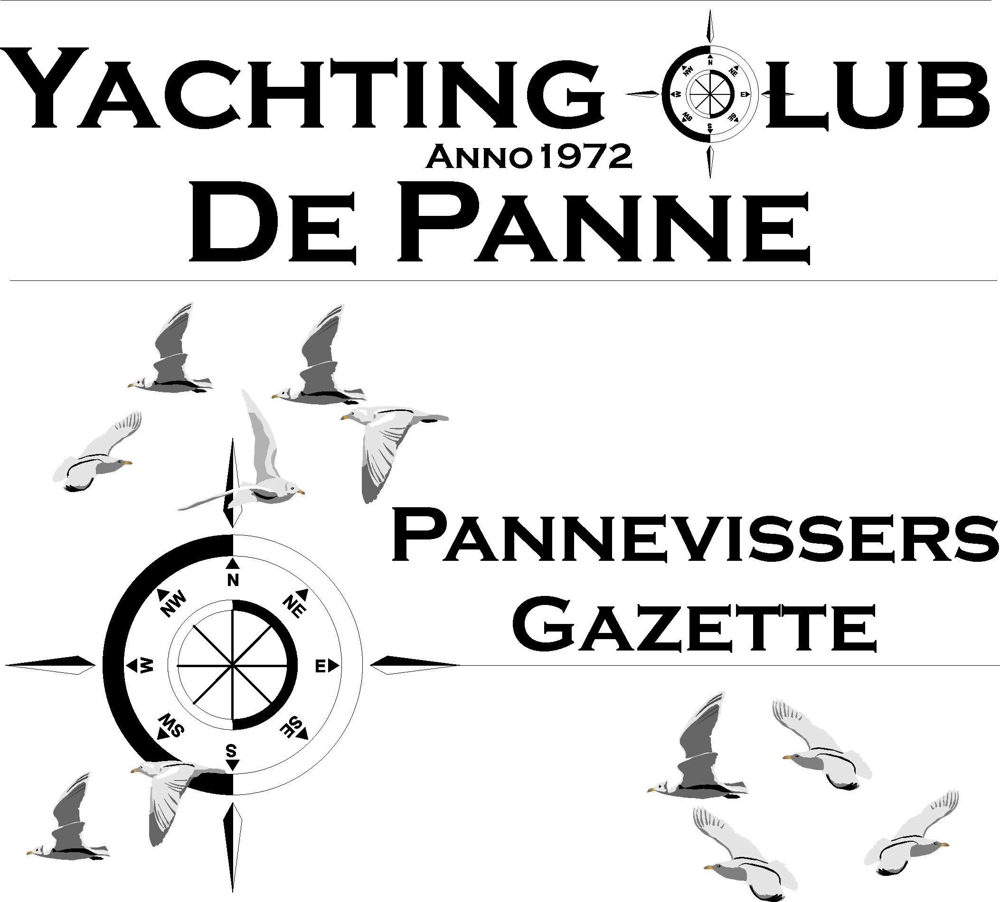 YACHTING CLUB
ANNO 1972
DE PANNE
N
NW NE
W E
SW SE
S
PANNEVISSERS
GAZETTE
N
NW NE
W E
SW SE
S